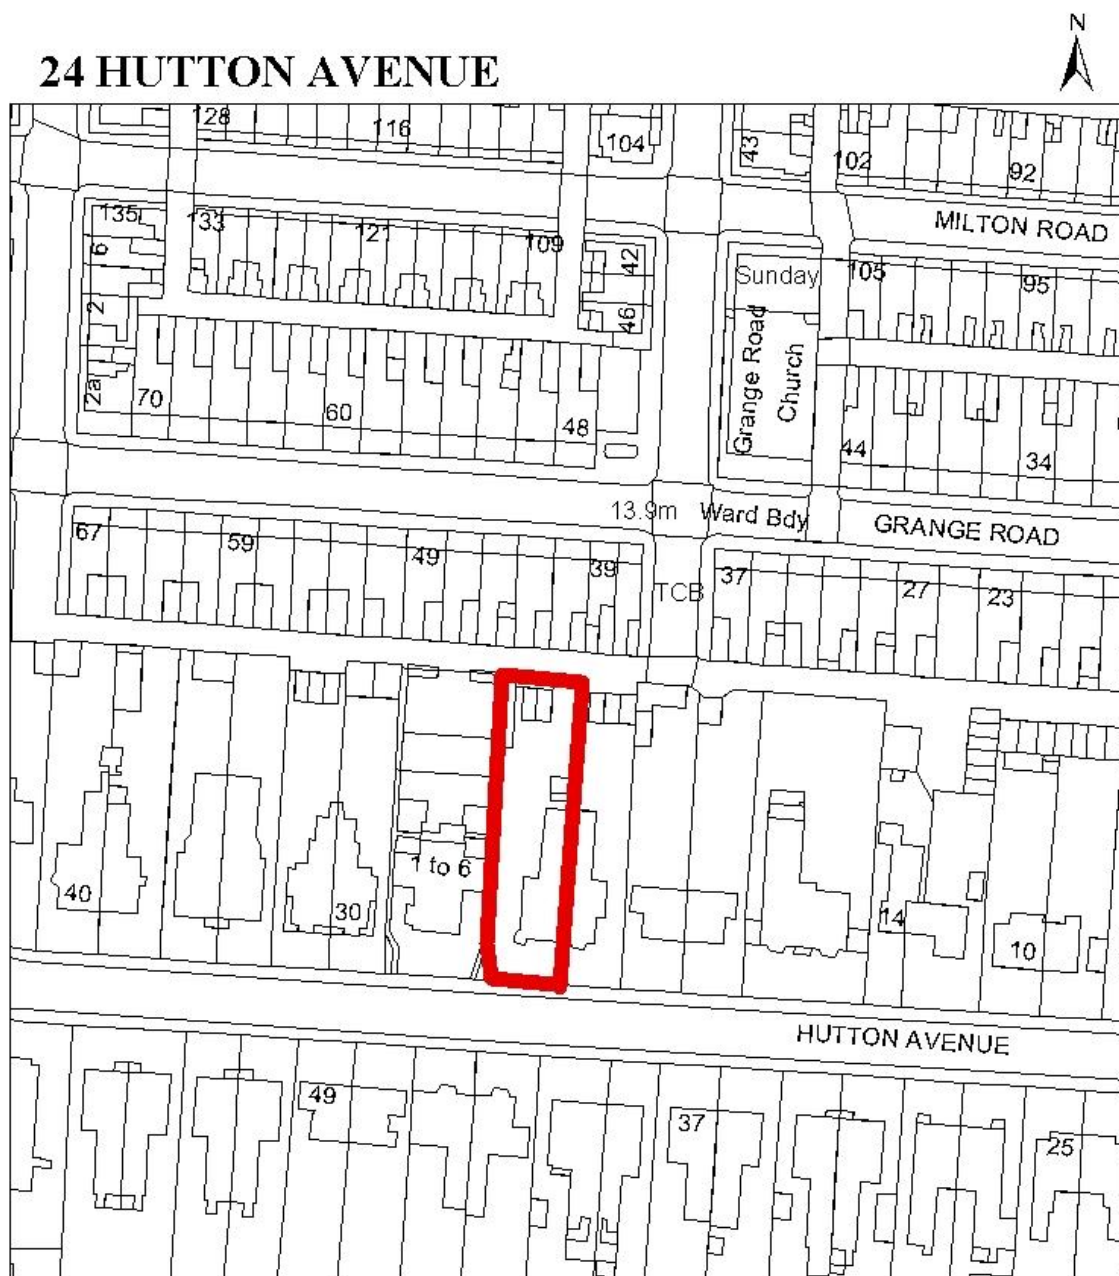 N
24 HUTTON AVENUE
128
116
104
43
102
92
MILTON ROAD
135
133
121
109
42
46
6
2
2a
Sunday
Grange Road
Church
105
95
70
60
48
44
34
13.9m Ward Bdy
GRANGE ROAD
67
59
49
39
TCB
37
27
23
40
30
1 to 6
14
10
HUTTON AVENUE
49
37
25